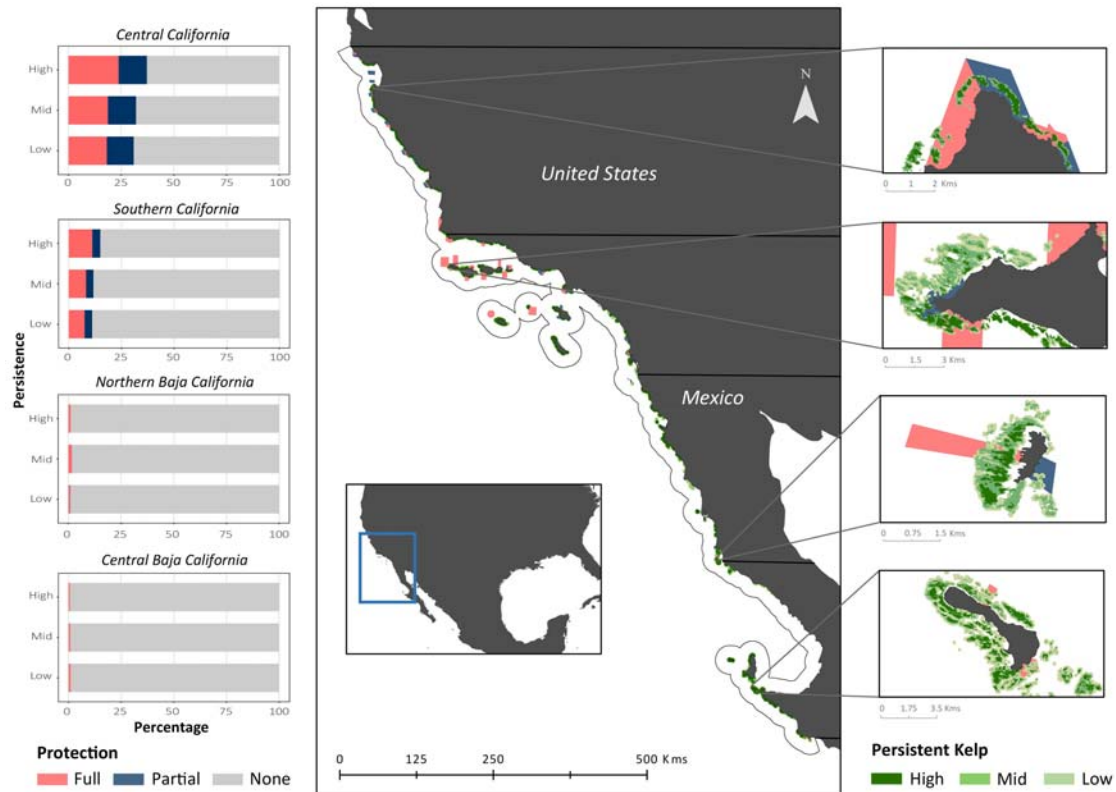 Central California
High
Mid
Low
0 25 50 75 100
Southern California
High
Mid
Low
0 25 50 75 100
Northern Baja California
High
Mid
Low
0 25 50 75 100
Central Baja California
High
Mid
Low
0 25 50 75 100
Persistence
Percentage
Protection
Full Partial None
N
United States
Mexico
0 125 250 500 Kms
0 1 2 Kms
0 1.5 3 Kms
0 0.75 1.5 Kms
0 1.75 3.5 Kms
Persistent Kelp
High Mid Low